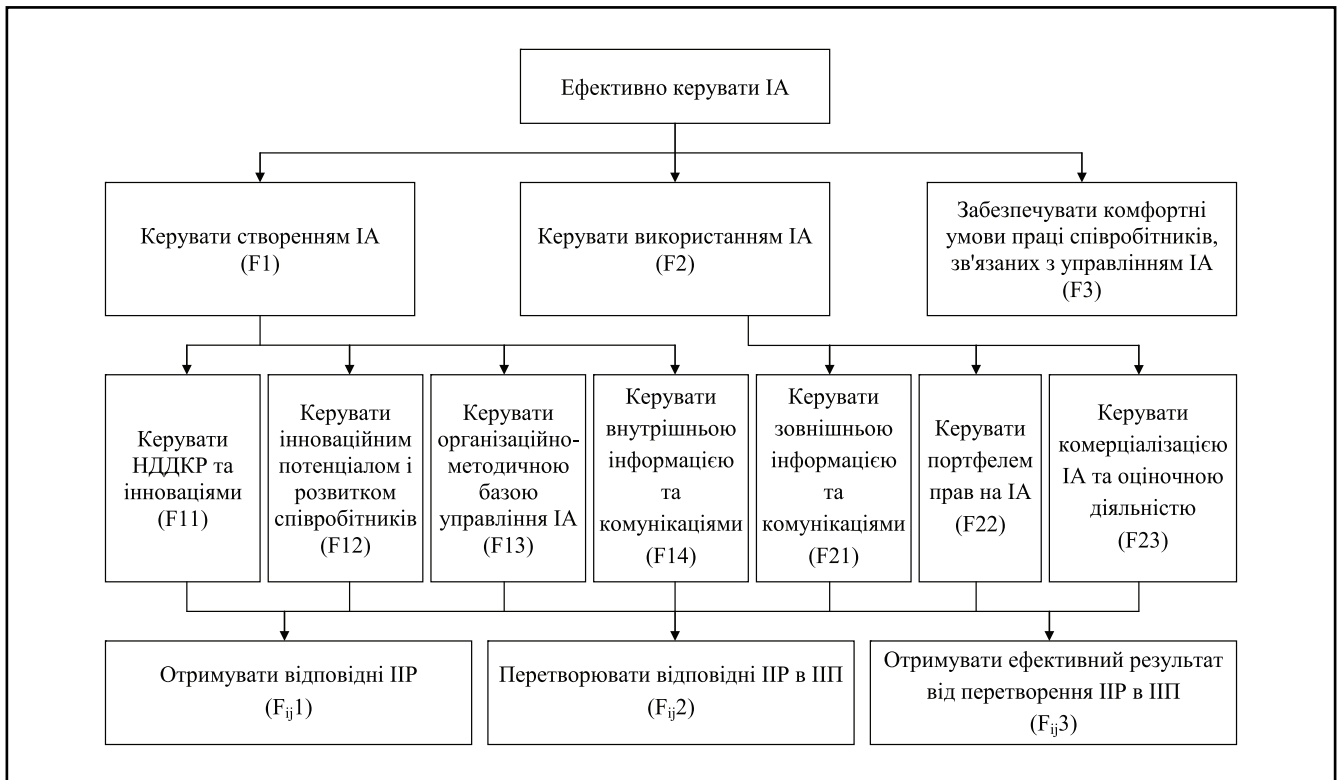 Ефективно керувати ІА
Керувати створенням ІА
(F1)
Керувати використанням ІА
(F2)
Забезпечувати комфортні
умови праці співробітників,
зв'язаних з управлінням ІА
(F3)
Керувати
НДДКР та
інноваціями
(F11)
Керувати
інноваційним
потенціалом і
розвитком
співробітників
(F12)
Керувати
організаційно-
методичною
базою
управління ІА
(F13)
Керувати
внутрішньою
інформацією
та
комунікаціями
(F14)
Керувати
зовнішньою
інформацією
та
комунікаціями
(F21)
Керувати
портфелем
прав на ІА
(F22)
Керувати
комерціалізацією
ІА та оціночною
діяльністю
(F23)
Отримувати відповідні ІІР
(Fij1)
Перетворювати відповідні ІІР в ІІП
(Fij2)
Отримувати ефективний результат
від перетворення ІІР в ІІП
(Fij3)